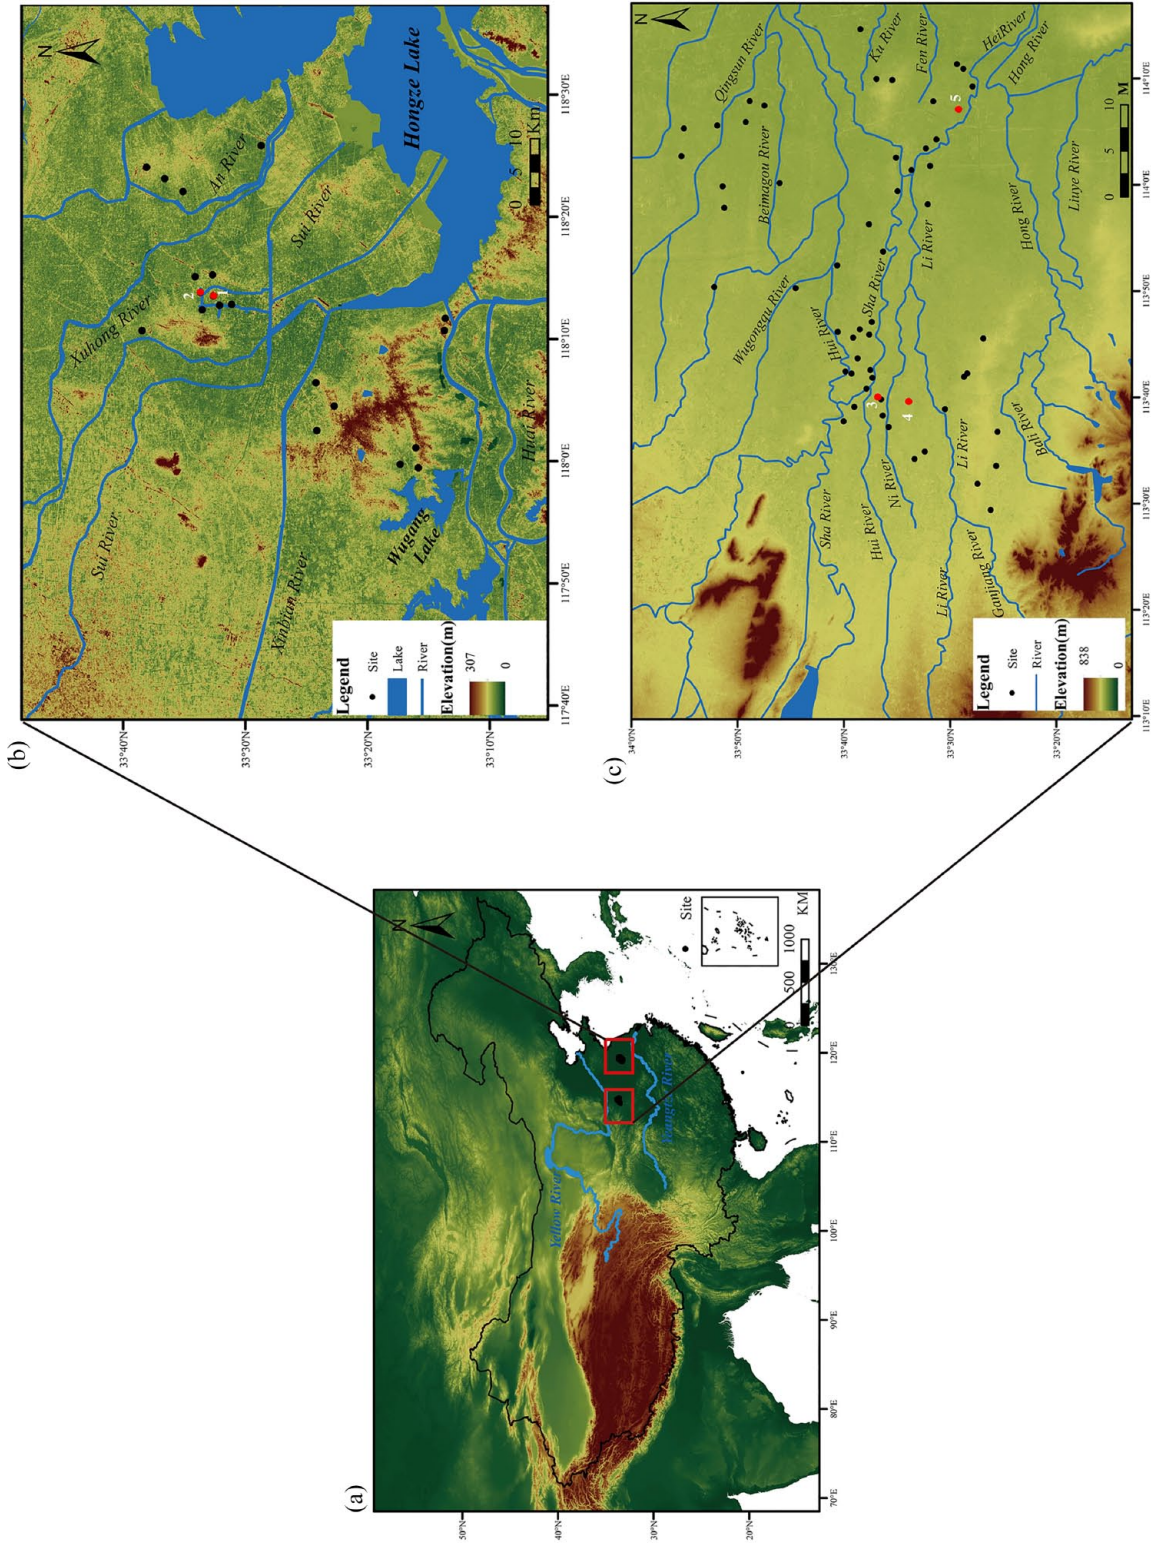 (a)
50°N
40°N
30°N
20°N
70°E
80°E
90°E
100°E
110°E
120°E
130°E
N
Yellow River
Site
500
1000
KM
(b)
33°40'N
33°30'N
33°20'N
33°10'N
117°40'E
117°50'E
118°0'E
118°10'E
118°20'E
118°30'E
N
Xuhong River
An River
Sui River
Sui River
Xinbian River
Hongze Lake
Wugang
Lake
Huai River
2
1
Legend
Site
Lake
River
Elevation(m)
307
0
0
5
10
Km
(c)
34°0'N
33°50'N
33°40'N
33°30'N
33°20'N
113°10'E
113°20'E
113°30'E
113°40'E
113°50'E
114°0'E
114°10'E
N
Qingsun River
Beimagou River
Wugongqu River
Ku River
Fen River
HeiRiver
Hong River
Hui River
Sha River
Li River
Hong River
Liuye River
Sha River
Hui River
Ni River
Li River
Li River
Bali River
Ganjiang River
3
4
5
Legend
Site
River
Elevation(m)
838
0
0
5
10
M